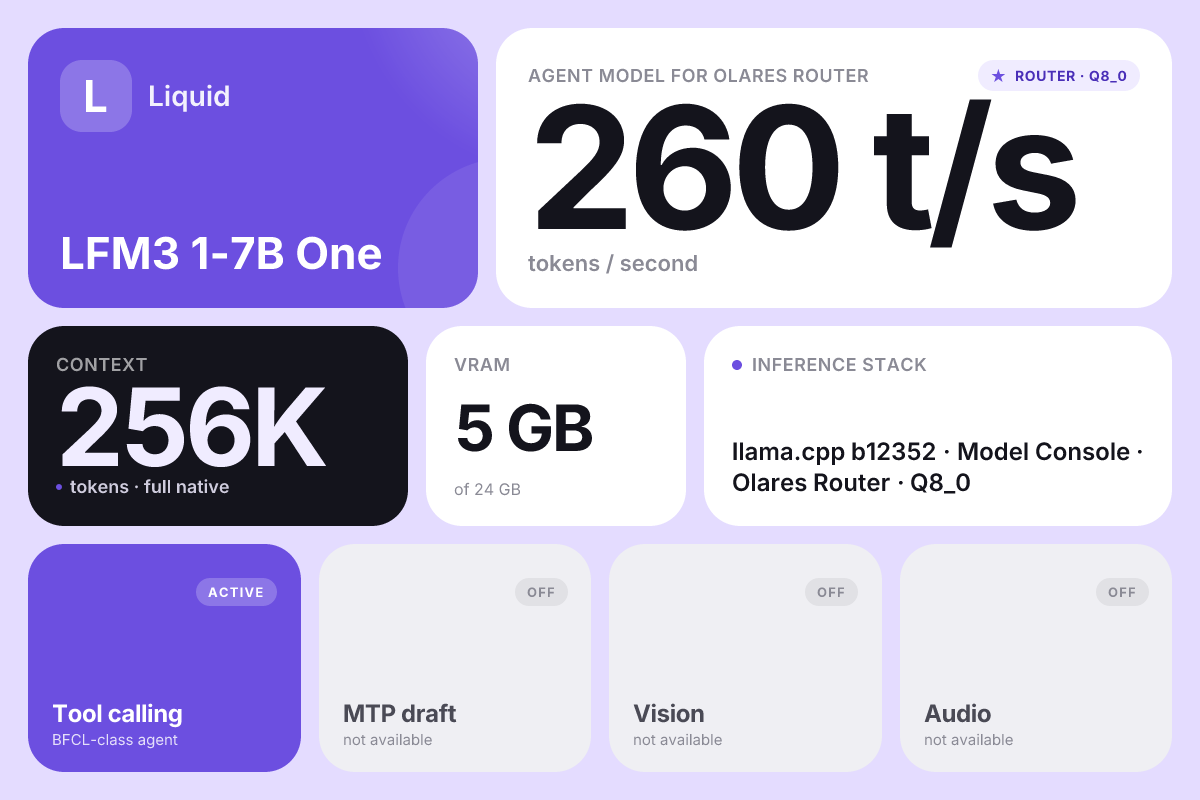 L
Liquid
LFM3 1-7B One
AGENT MODEL FOR OLARES ROUTER
★ ROUTER · Q8_0
260 t/s
tokens / second
CONTEXT
256K
• tokens · full native
VRAM
5 GB
of 24 GB
INFERENCE STACK
llama.cpp b12352 · Model Console ·
Olares Router · Q8_0
ACTIVE
Tool calling
BFCL-class agent
OFF
MTP draft
not available
OFF
Vision
not available
OFF
Audio
not available